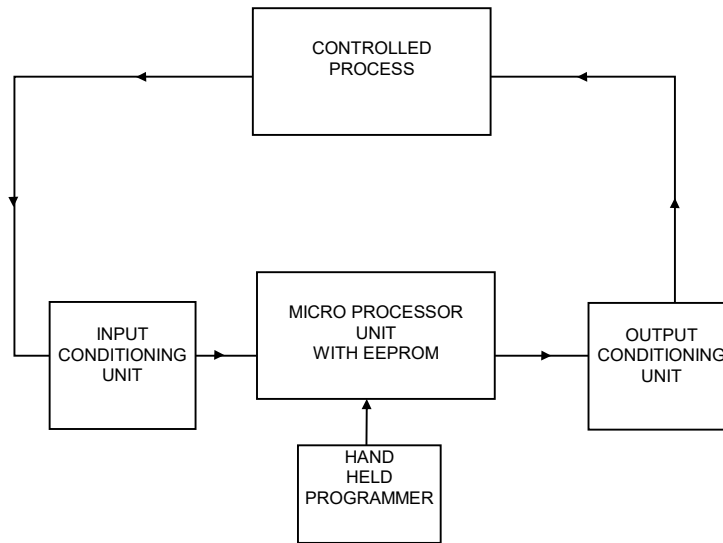 CONTROLLED
PROCESS
INPUT
CONDITIONING
UNIT
MICRO PROCESSOR
UNIT
WITH EEPROM
OUTPUT
CONDITIONING
UNIT
HAND
HELD
PROGRAMMER